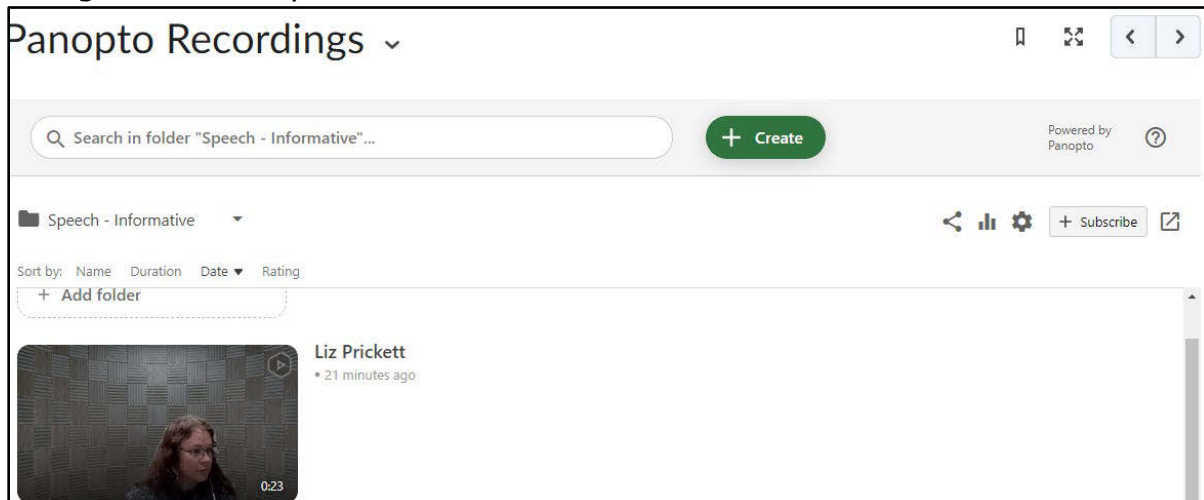 Panopto Recordings
Search in folder "Speech - Informative"...
+ Create
Powered by
Panopto
Speech - Informative
+ Subscribe
Sort by: Name Duration Date ▼ Rating
+ Add folder
Liz Prickett
• 21 minutes ago
0:23